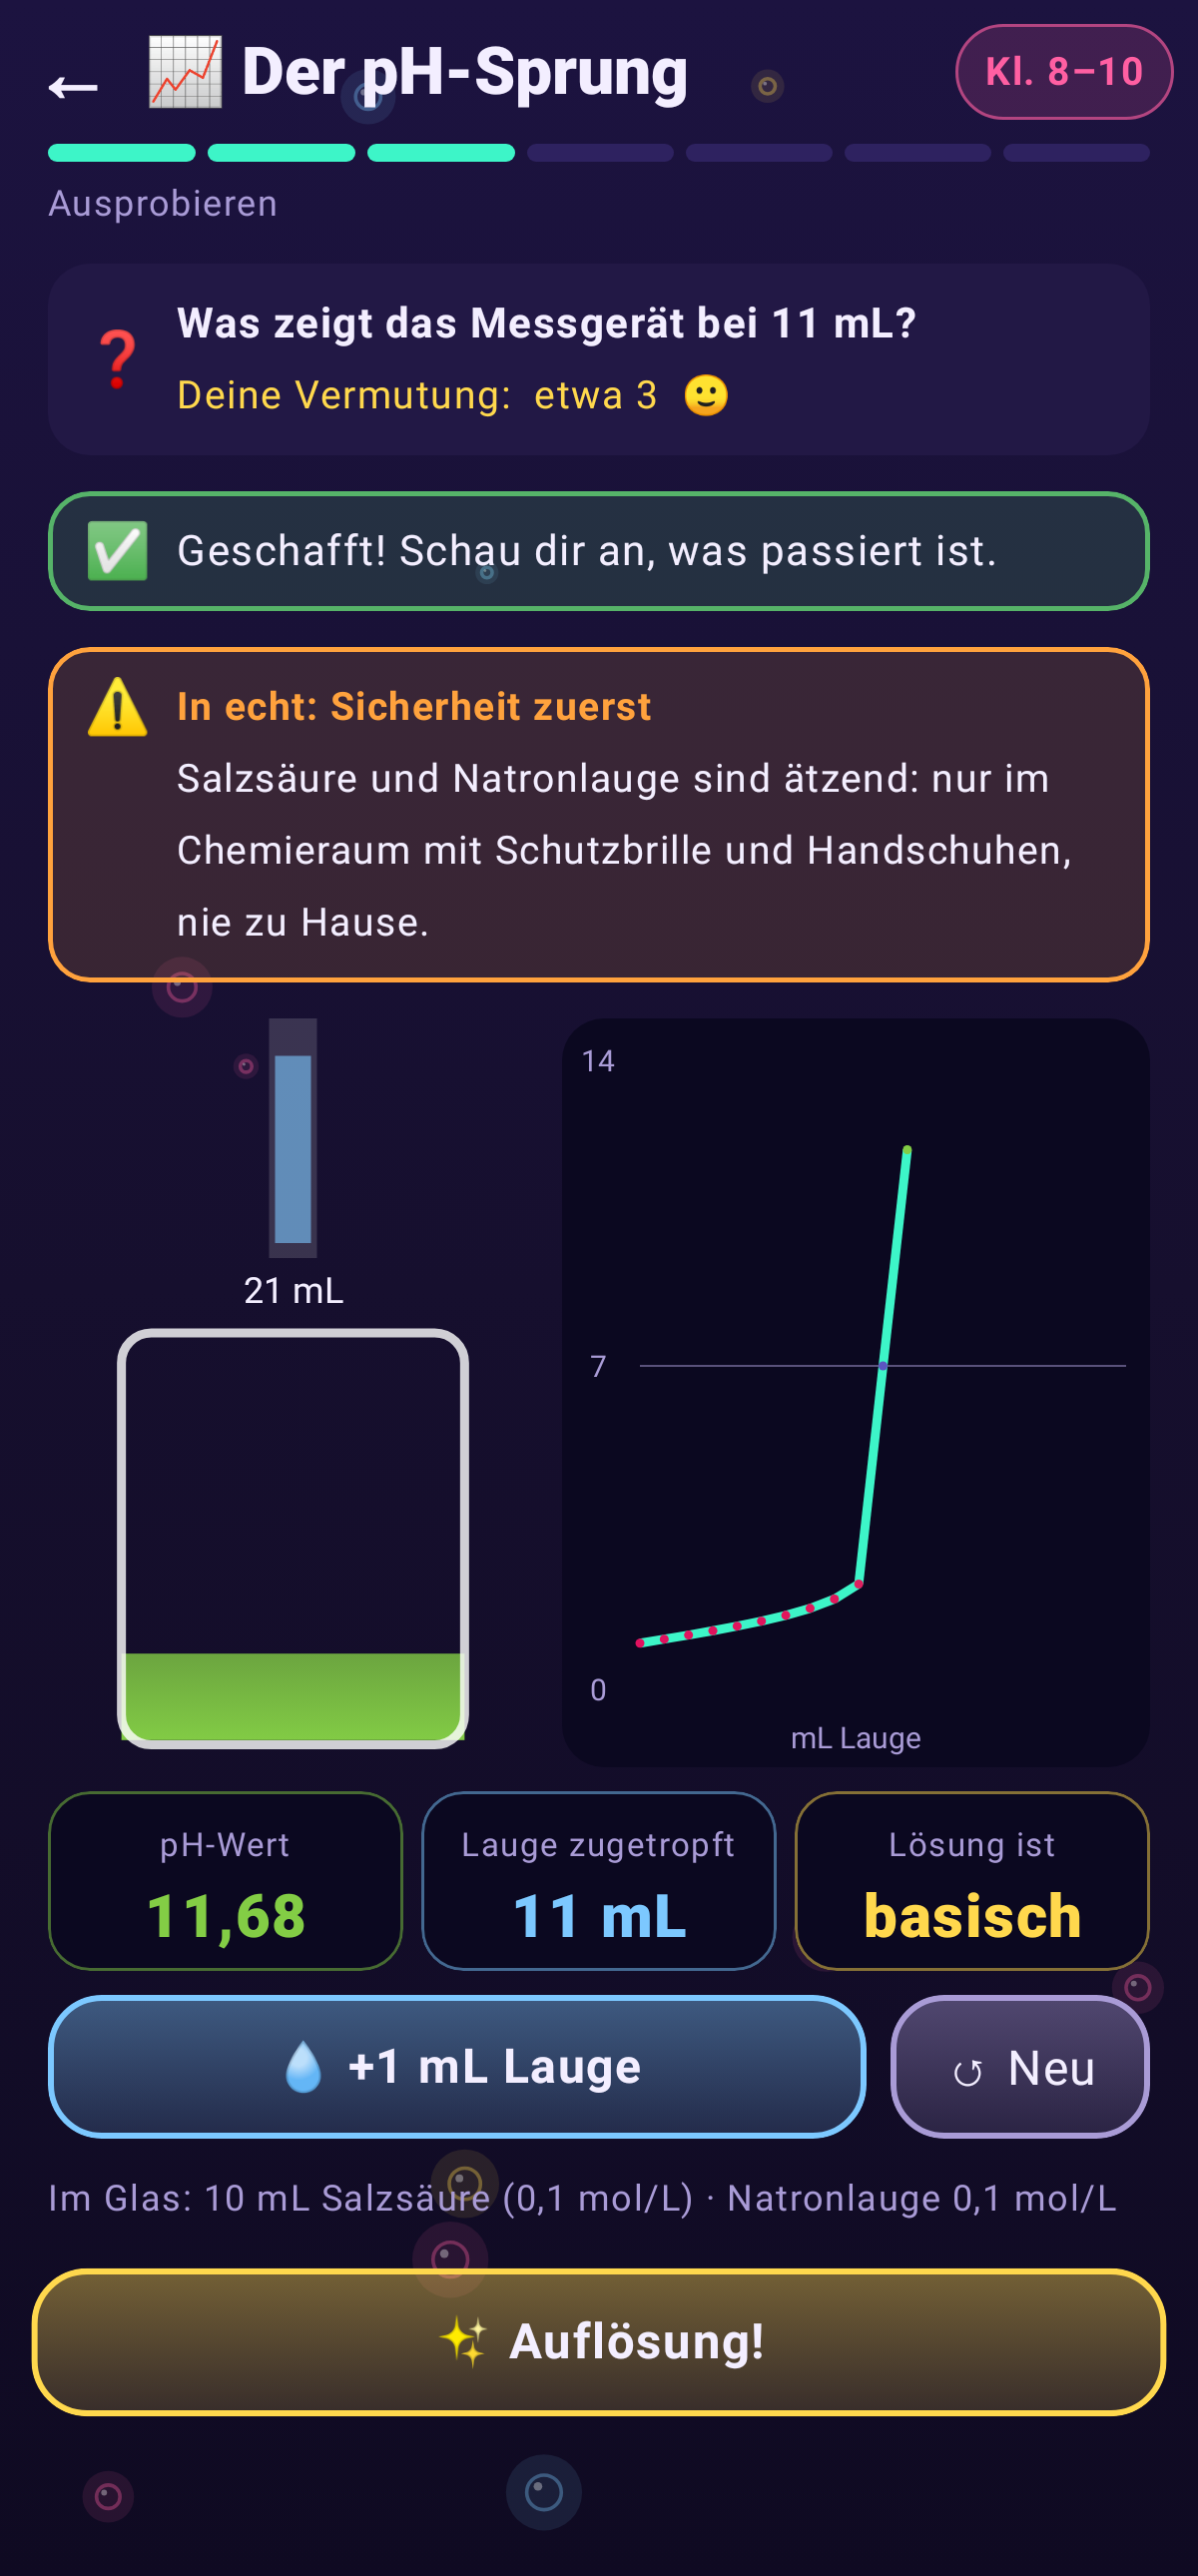 ← 📈 Der pH-Sprung
Kl. 8–10
Ausprobieren
❓ Was zeigt das Messgerät bei 11 mL?
Deine Vermutung: etwa 3 🙂
✅ Geschafft! Schau dir an, was passiert ist.
⚠️ In echt: Sicherheit zuerst
Salzsäure und Natronlauge sind ätzend: nur im
Chemieraum mit Schutzbrille und Handschuhen,
nie zu Hause.
21 mL
14
7
0
mL Lauge
pH-Wert
11,68
Lauge zugetropft
11 mL
Lösung ist
basisch
💧 +1 mL Lauge
↺ Neu
Im Glas: 10 mL Salzsäure (0,1 mol/L) · Natronlauge 0,1 mol/L
✨ Auflösung!